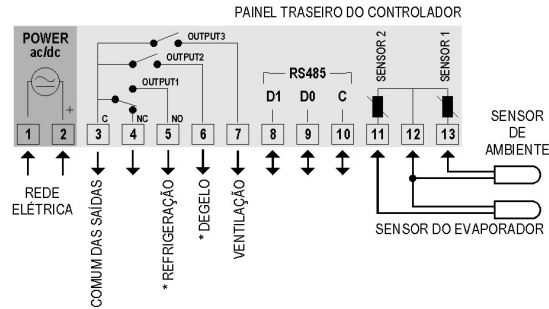 PAINEL TRASEIRO DO CONTROLADOR
POWER
ac/dc
+
OUTPUT3
OUTPUT2
OUTPUT1
C
NC
NO
RS485
D1 D0 C
SENSOR 2
SENSOR 1
1 2 3 4 5 6 7 8 9 10 11 12 13
REDE
ELÉTRICA
COMUM DAS SAÍDAS
* REFRIGERAÇÃO
* DEGELO
VENTILAÇÃO
SENSOR
DE
AMBIENTE
SENSOR DO EVAPORADOR